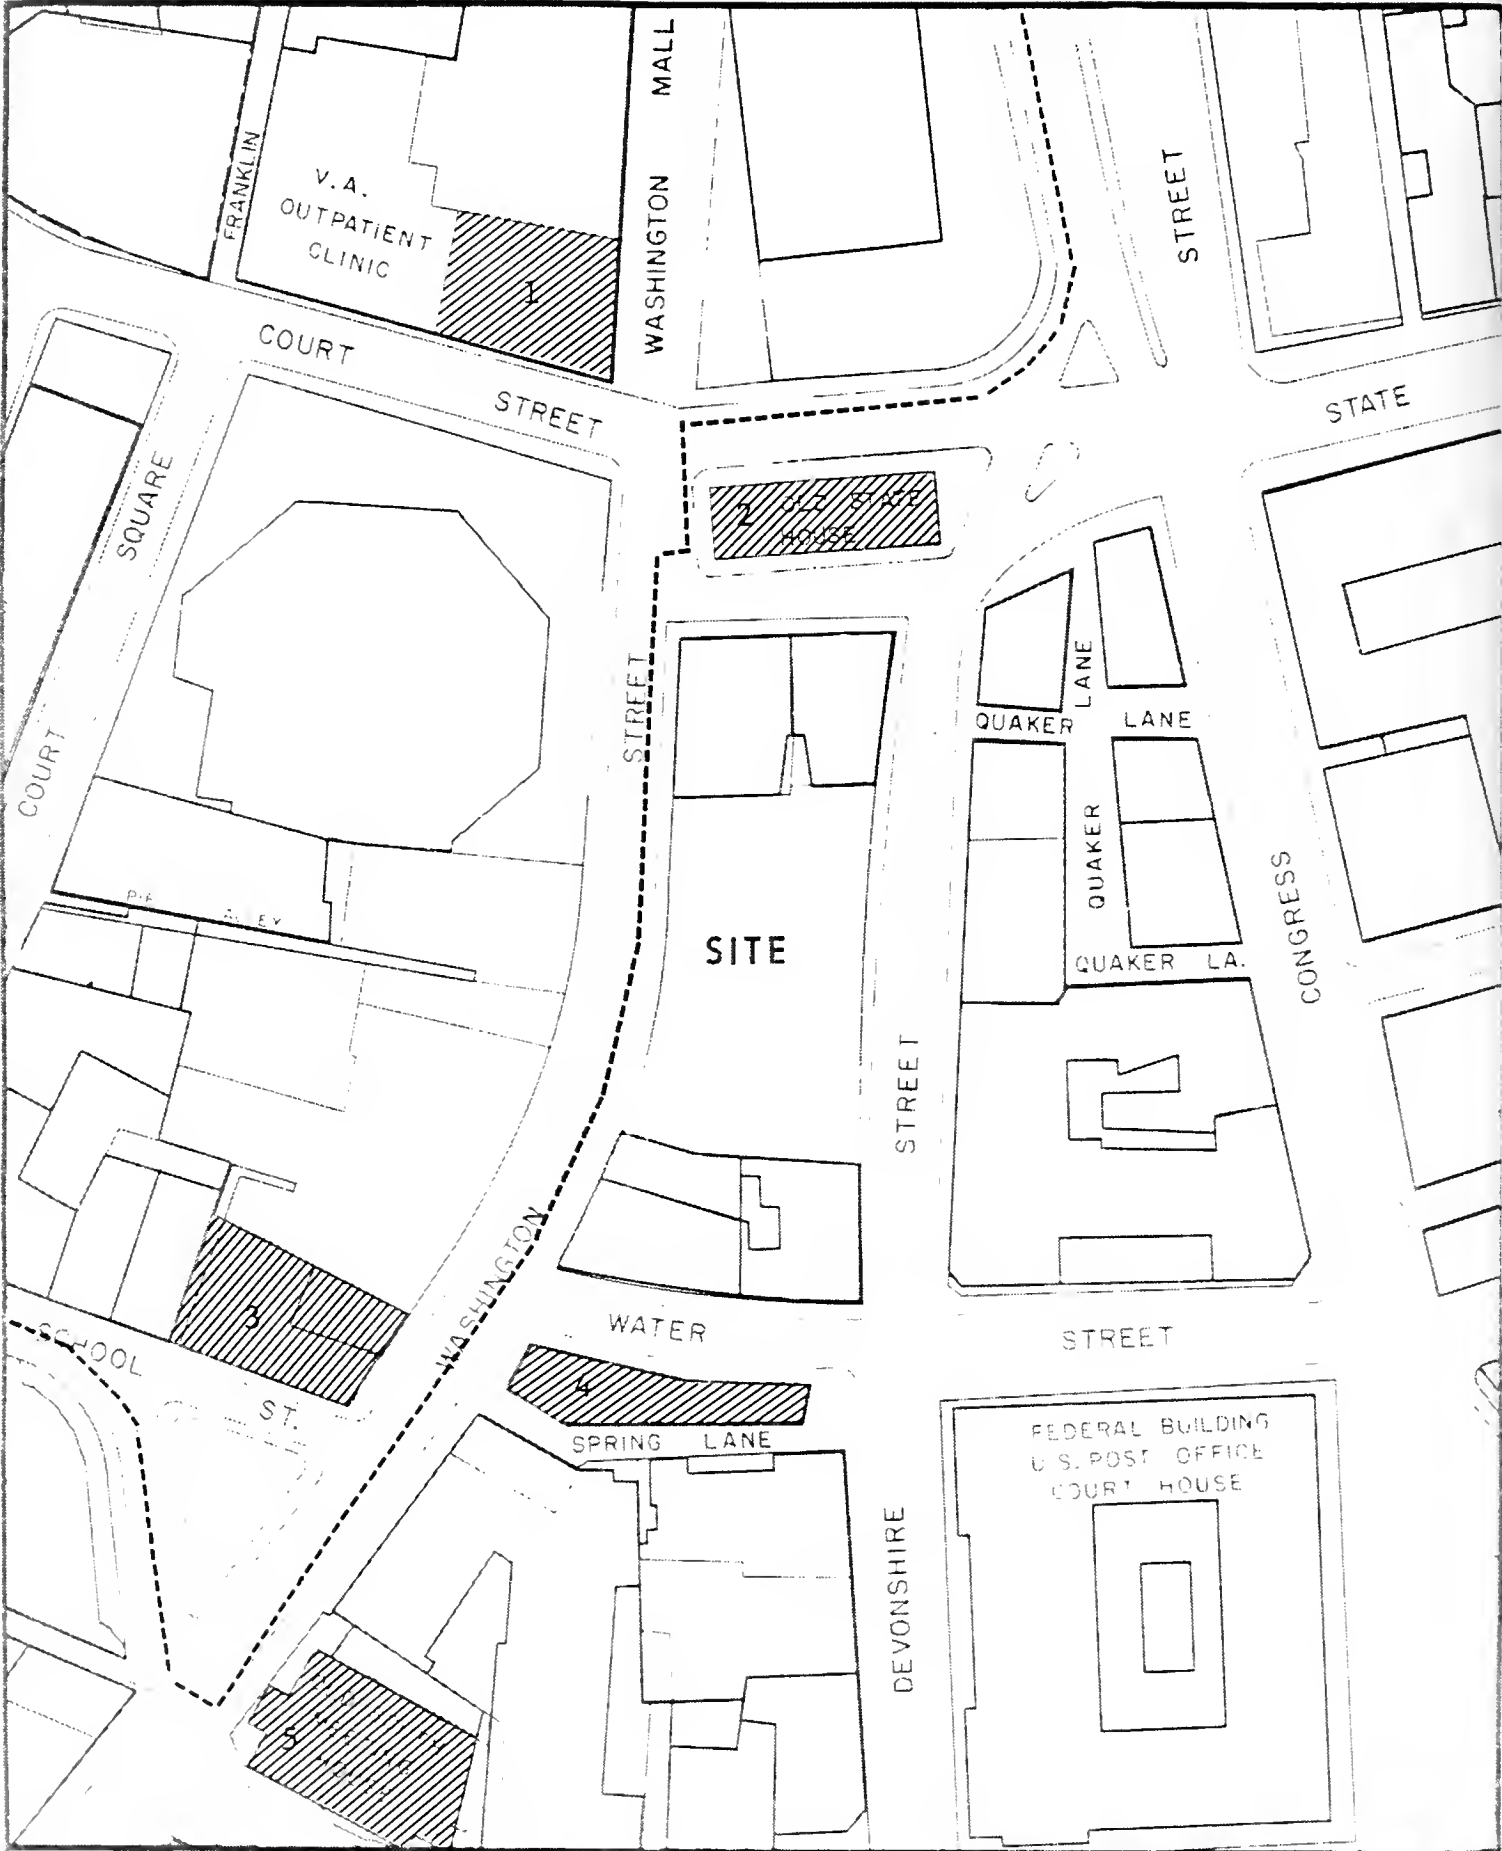 MALL
WASHINGTON
FRANKLIN
V.A.
OUTPATIENT
CLINIC
1
STREET
COURT
STREET
STATE
SQUARE
2 OLD STATE
HOUSE
STREET
LANE
QUAKER LANE
COURT
QUAKER
ALLEY
SITE
QUAKER LA.
CONGRESS
STREET
WASHINGTON
3
WATER
STREET
SCHOOL
ST.
4
SPRING LANE
FEDERAL BUILDING
U.S. POST OFFICE
COURT HOUSE
DEVONSHIRE
5